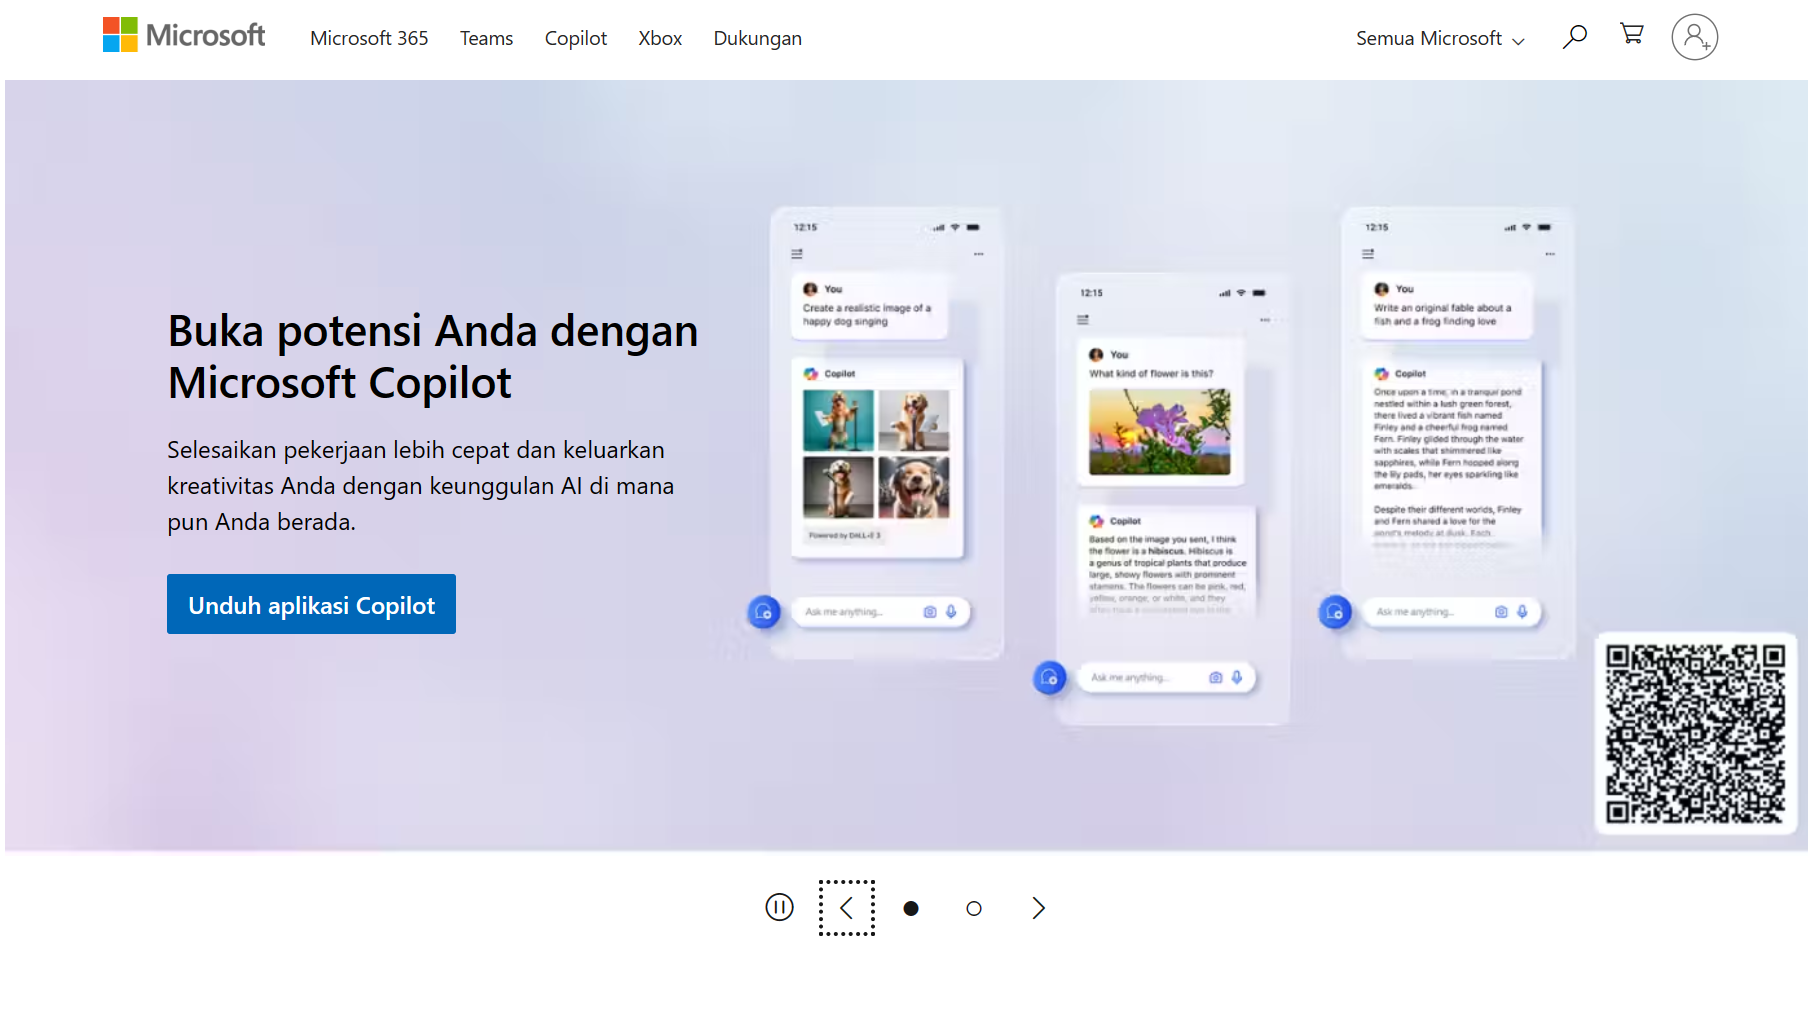 Microsoft
Microsoft 365
Teams
Copilot
Xbox
Dukungan
Semua Microsoft
Buka potensi Anda dengan
Microsoft Copilot
Selesaikan pekerjaan lebih cepat dan keluarkan
kreativitas Anda dengan keunggulan AI di mana
pun Anda berada.
Unduh aplikasi Copilot
12:15
You
Create a realistic image of a
happy dog singing
Copilot
Powered by DALL-E 3
Ask me anything...
12:15
You
What kind of flower is this?
Copilot
Based on the image you sent, I think
the flower is a hibiscus. Hibiscus is
a genus of tropical plants that produce
large, showy flowers with prominent
stamens. The flowers can be pink, red,
yellow, orange, or white, and they
Ask me anything...
12:15
You
Write an original fable about a
fish and a frog finding love
Copilot
Once upon a time, in a tranquil pond
nestled within a lush green forest,
there lived a vibrant fish named
Finley and a cheerful frog named
Fern. Finley glided through the water
with scales that shimmered like
sapphires, while Fern hopped along
the lily pads, her eyes sparkling like
emeralds.
Despite their different worlds, Finley
and Fern shared a love for the
pond's melody at dusk. Each
Ask me anything...